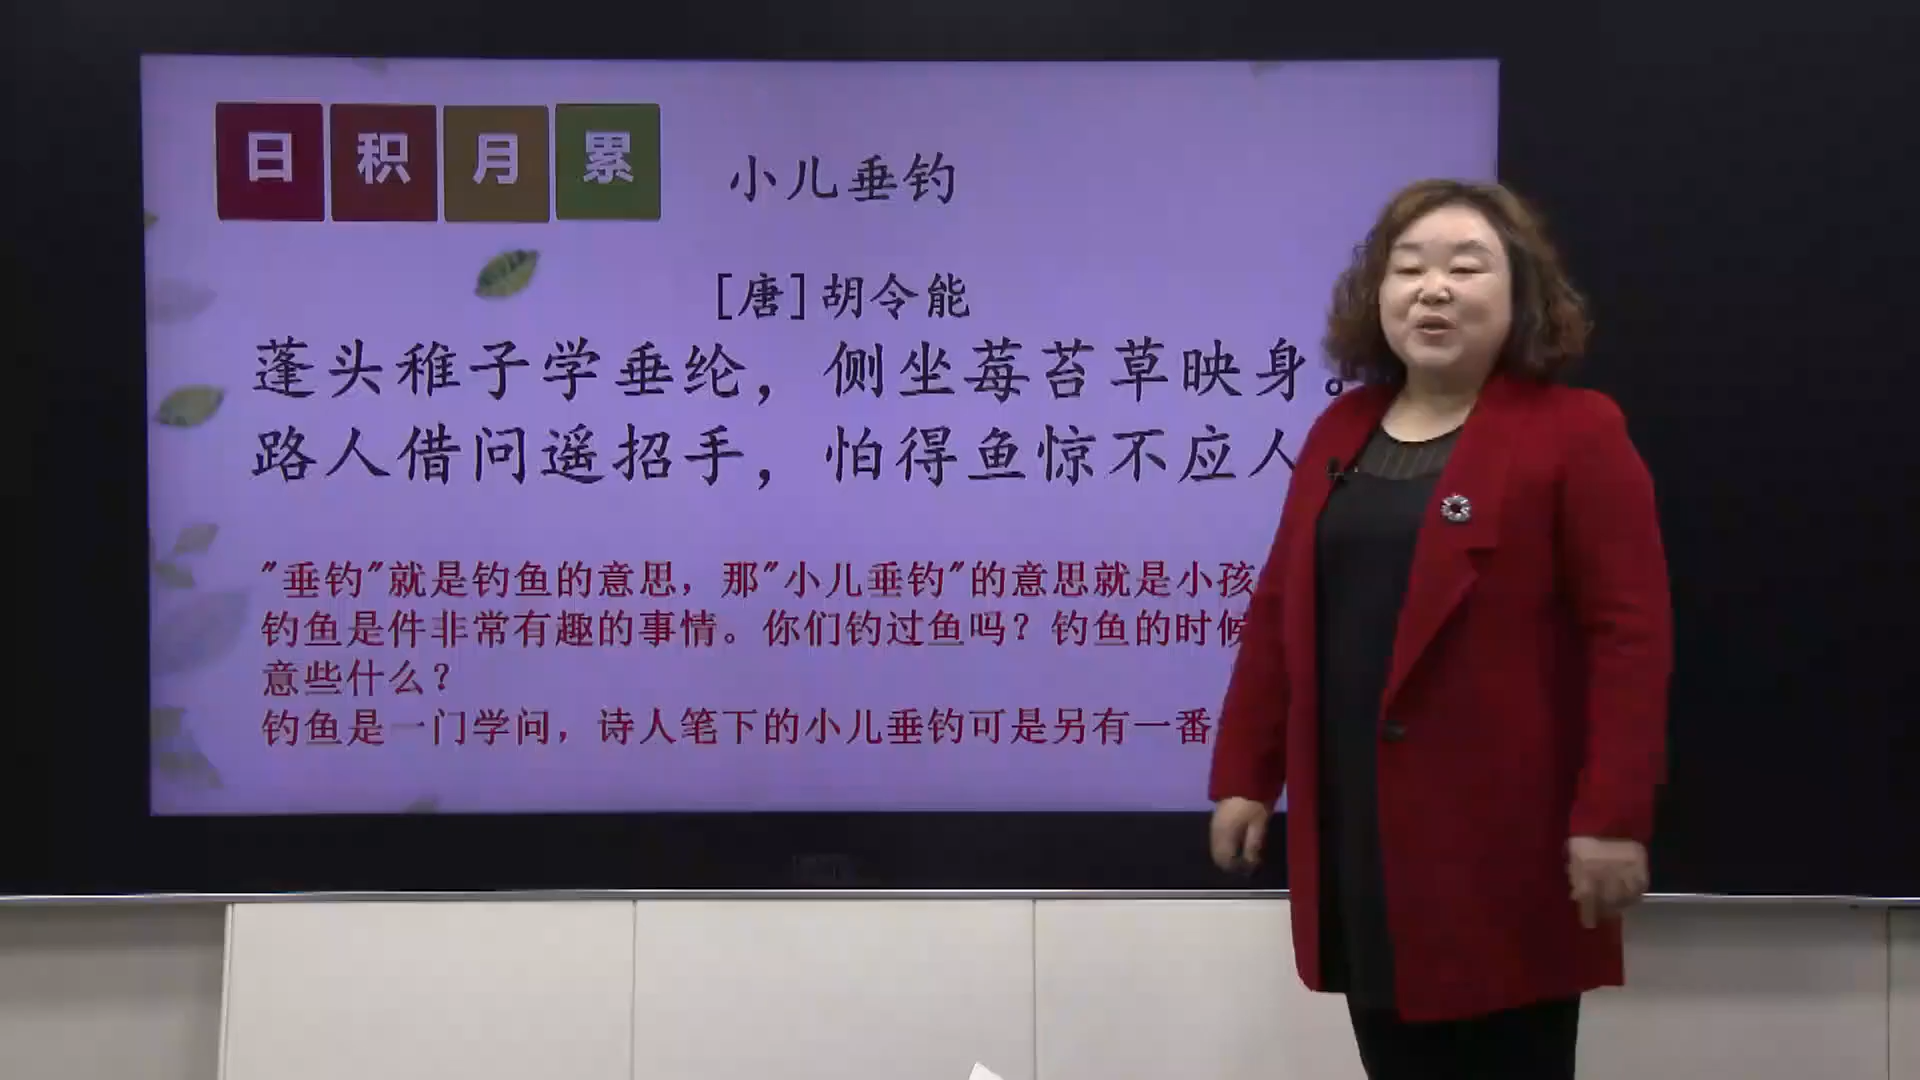 日积月累
小儿垂钓
[唐]胡令能
蓬头稚子学垂纶，侧坐莓苔草映身。
路人借问遥招手，怕得鱼惊不应人
"垂钓"就是钓鱼的意思，那"小儿垂钓"的意思就是小孩
钓鱼是件非常有趣的事情。你们钓过鱼吗？钓鱼的时候
意些什么？
钓鱼是一门学问，诗人笔下的小儿垂钓可是另有一番